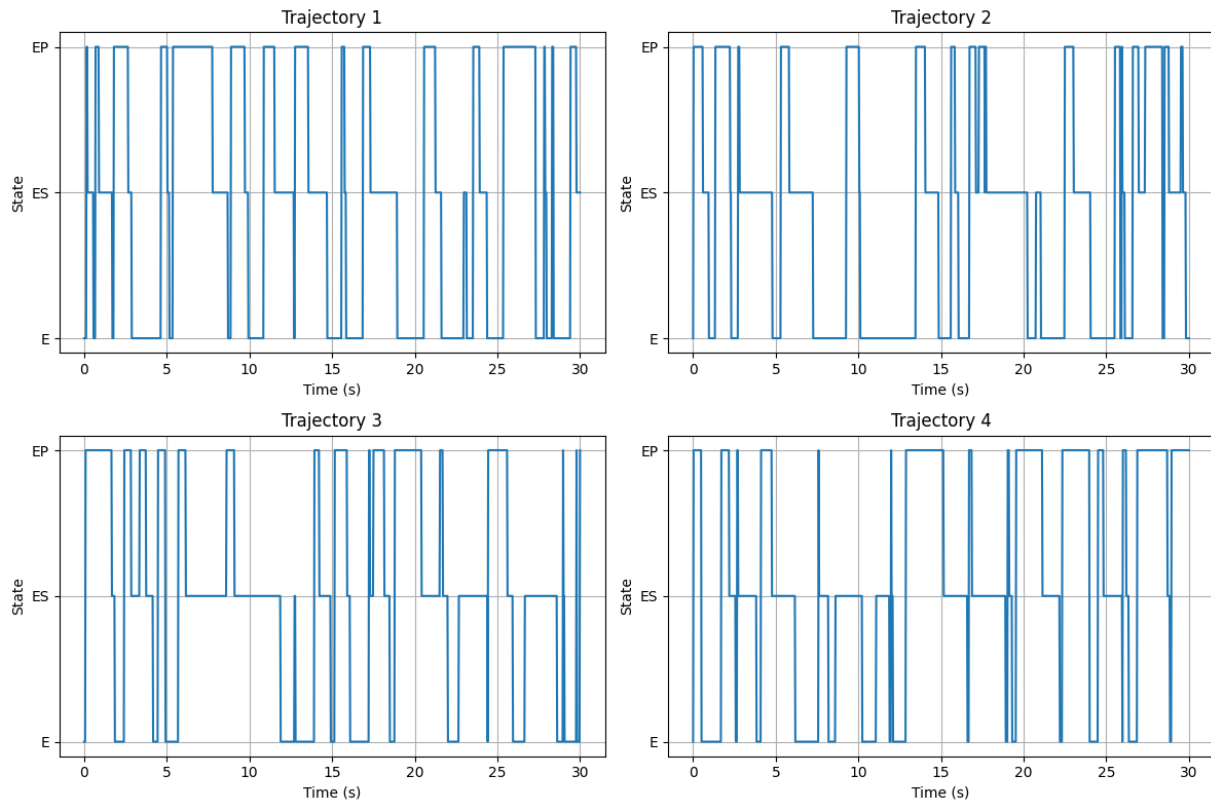 Trajectory 1
EP
ES
E
State
0 5 10 15 20 25 30
Time (s)
Trajectory 2
EP
ES
E
State
0 5 10 15 20 25 30
Time (s)
Trajectory 3
EP
ES
E
State
0 5 10 15 20 25 30
Time (s)
Trajectory 4
EP
ES
E
State
0 5 10 15 20 25 30
Time (s)